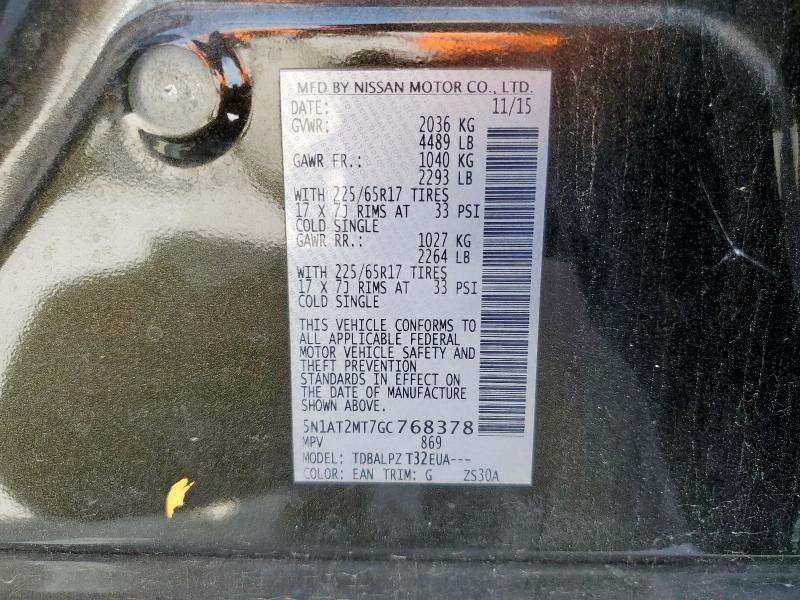 MFD BY NISSAN MOTOR CO., LTD.
DATE: 11/15
GVWR: 2036 KG
4489 LB
GAWR FR.: 1040 KG
2293 LB
WITH 225/65R17 TIRES
17 X 7J RIMS AT 33 PSI
COLD SINGLE
GAWR RR.: 1027 KG
2264 LB
WITH 225/65R17 TIRES
17 X 7J RIMS AT 33 PSI
COLD SINGLE
THIS VEHICLE CONFORMS TO
ALL APPLICABLE FEDERAL
MOTOR VEHICLE SAFETY AND
THEFT PREVENTION
STANDARDS IN EFFECT ON
THE DATE OF MANUFACTURE
SHOWN ABOVE.
5N1AT2MT7GC768378
MPV 869
MODEL: TDBALPZ T32EUA---
COLOR: EAN TRIM: G ZS30A